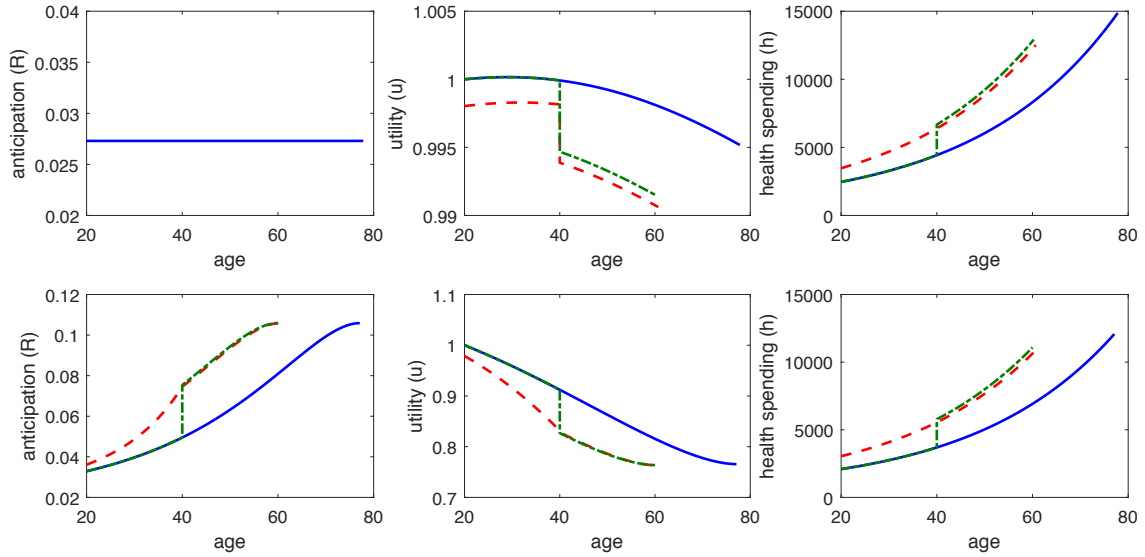 anticipation (R)
0.04
0.035
0.03
0.025
0.02
20 40 60 80
age
utility (u)
1.005
1
0.995
0.99
20 40 60 80
age
health spending (h)
15000
10000
5000
0
20 40 60 80
age
anticipation (R)
0.12
0.1
0.08
0.06
0.04
0.02
20 40 60 80
age
utility (u)
1.1
1
0.9
0.8
0.7
20 40 60 80
age
health spending (h)
15000
10000
5000
0
20 40 60 80
age